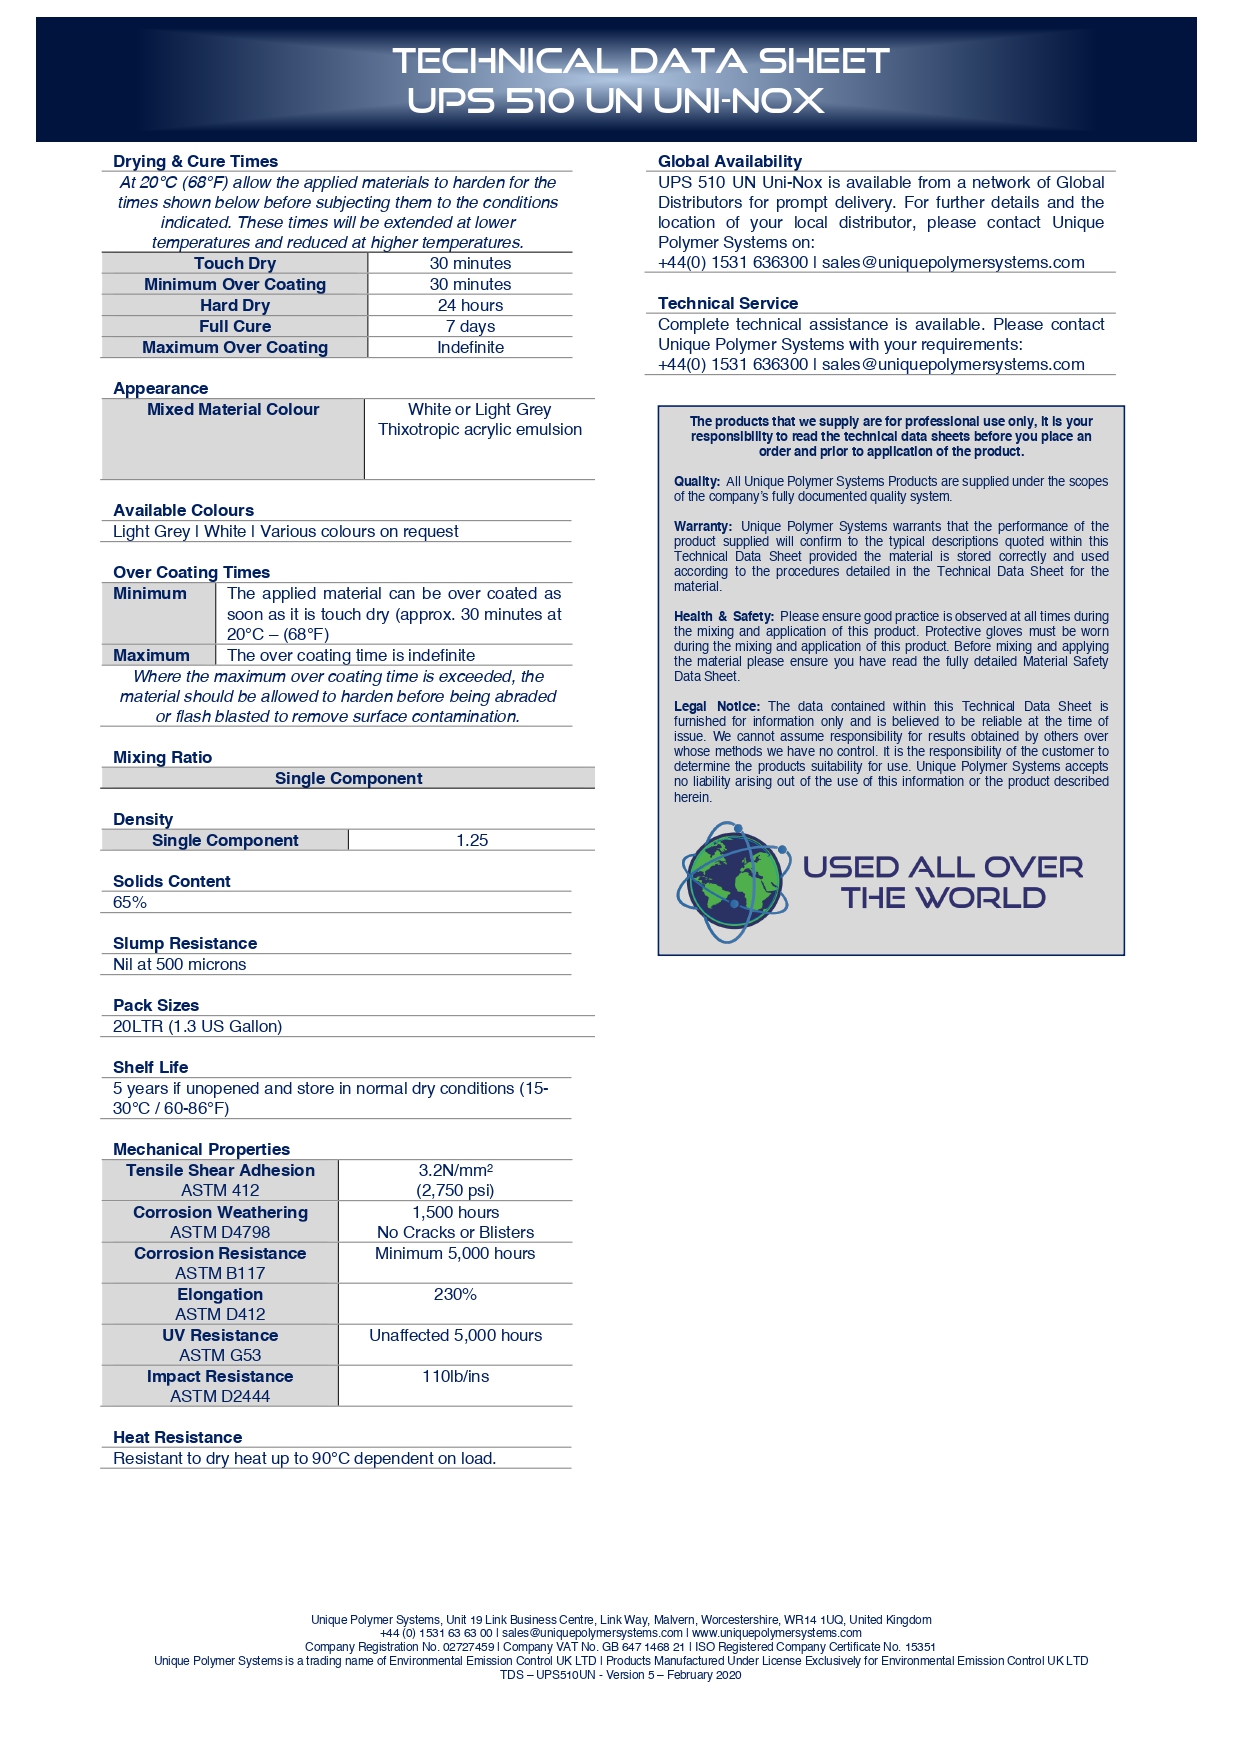 TECHNICAL DATA SHEET
UPS 510 UN UNI-NOX
Drying & Cure Times
At 20°C (68°F) allow the applied materials to harden for the
times shown below before subjecting them to the conditions
indicated. These times will be extended at lower
temperatures and reduced at higher temperatures.
Touch Dry 30 minutes
Minimum Over Coating 30 minutes
Hard Dry 24 hours
Full Cure 7 days
Maximum Over Coating Indefinite
Appearance
Mixed Material Colour White or Light Grey
Thixotropic acrylic emulsion
Available Colours
Light Grey | White | Various colours on request
Over Coating Times
Minimum The applied material can be over coated as
soon as it is touch dry (approx. 30 minutes at
20°C – (68°F)
Maximum The over coating time is indefinite
Where the maximum over coating time is exceeded, the
material should be allowed to harden before being abraded
or flash blasted to remove surface contamination.
Mixing Ratio
Single Component
Density
Single Component 1.25
Solids Content
65%
Slump Resistance
Nil at 500 microns
Pack Sizes
20LTR (1.3 US Gallon)
Shelf Life
5 years if unopened and store in normal dry conditions (15-
30°C / 60-86°F)
Mechanical Properties
Tensile Shear Adhesion 3.2N/mm²
ASTM 412 (2,750 psi)
Corrosion Weathering 1,500 hours
ASTM D4798 No Cracks or Blisters
Corrosion Resistance Minimum 5,000 hours
ASTM B117
Elongation 230%
ASTM D412
UV Resistance Unaffected 5,000 hours
ASTM G53
Impact Resistance 110lb/ins
ASTM D2444
Heat Resistance
Resistant to dry heat up to 90°C dependent on load.
Global Availability
UPS 510 UN Uni-Nox is available from a network of Global
Distributors for prompt delivery. For further details and the
location of your local distributor, please contact Unique
Polymer Systems on:
+44(0) 1531 636300 | sales@uniquepolymersystems.com
Technical Service
Complete technical assistance is available. Please contact
Unique Polymer Systems with your requirements:
+44(0) 1531 636300 | sales@uniquepolymersystems.com
The products that we supply are for professional use only, it is your
responsibility to read the technical data sheets before you place an
order and prior to application of the product.
Quality: All Unique Polymer Systems Products are supplied under the scopes
of the company's fully documented quality system.
Warranty: Unique Polymer Systems warrants that the performance of the
product supplied will confirm to the typical descriptions quoted within this
Technical Data Sheet provided the material is stored correctly and used
according to the procedures detailed in the Technical Data Sheet for the
material.
Health & Safety: Please ensure good practice is observed at all times during
the mixing and application of this product. Protective gloves must be worn
during the mixing and application of this product. Before mixing and applying
the material please ensure you have read the fully detailed Material Safety
Data Sheet.
Legal Notice: The data contained within this Technical Data Sheet is
furnished for information only and is believed to be reliable at the time of
issue. We cannot assume responsibility for results obtained by others over
whose methods we have no control. It is the responsibility of the customer to
determine the products suitability for use. Unique Polymer Systems accepts
no liability arising out of the use of this information or the product described
herein.
USED ALL OVER
THE WORLD
Unique Polymer Systems, Unit 19 Link Business Centre, Link Way, Malvern, Worcestershire, WR14 1UQ, United Kingdom
+44 (0) 1531 63 63 00 | sales@uniquepolymersystems.com | www.uniquepolymersystems.com
Company Registration No. 02727459 | Company VAT No. GB 647 1468 21 | ISO Registered Company Certificate No. 15351
Unique Polymer Systems is a trading name of Environmental Emission Control UK LTD | Products Manufactured Under License Exclusively for Environmental Emission Control UK LTD
TDS – UPS510UN - Version 5 – February 2020